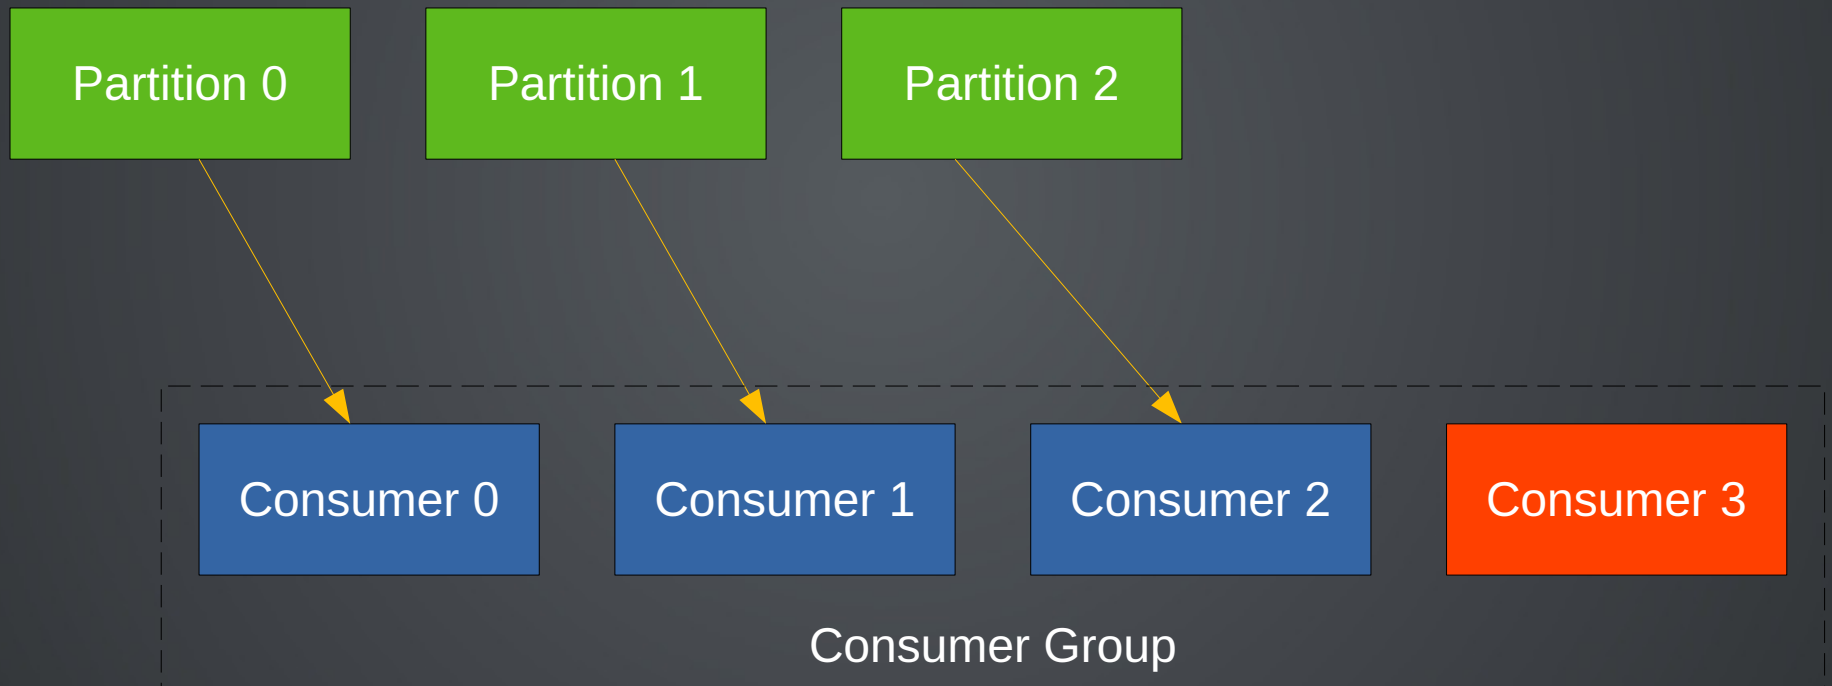 Partition 0
Partition 1
Partition 2
Consumer 0
Consumer 1
Consumer 2
Consumer 3
Consumer Group